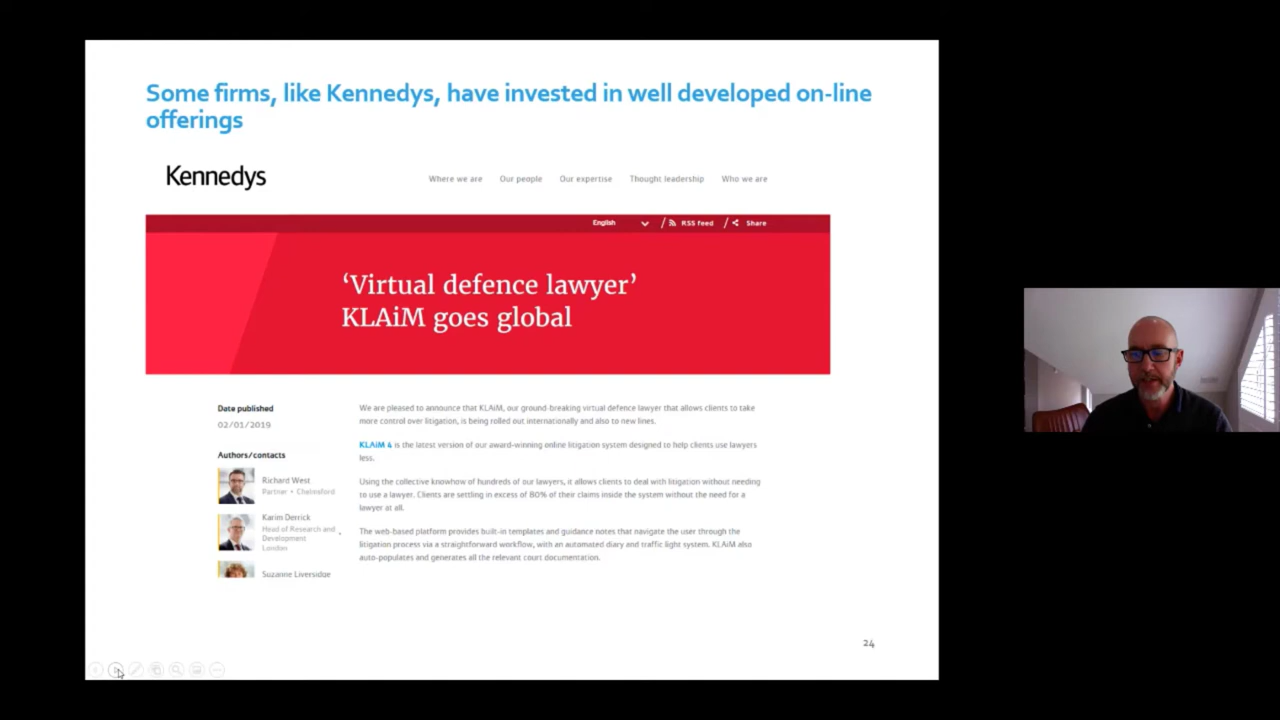 Some firms, like Kennedys, have invested in well developed on-line
offerings
Kennedys
Where we are Our people Our expertise Thought leadership Who we are
English RSS feed Share
‘Virtual defence lawyer’
KLAiM goes global
Date published
02/01/2019
Authors/contacts
Richard West
Partner • Chelmsford
Karim Derrick
Head of Research and
Development
London
Suzanne Liversidge
We are pleased to announce that KLAiM, our ground-breaking virtual defence lawyer that allows clients to take
more control over litigation, is being rolled out internationally and also to new lines.
KLAiM 4 is the latest version of our award-winning online litigation system designed to help clients use lawyers
less.
Using the collective knowhow of hundreds of our lawyers, it allows clients to deal with litigation without needing
to use a lawyer. Clients are settling in excess of 80% of their claims inside the system without the need for a
lawyer at all.
The web-based platform provides built-in templates and guidance notes that navigate the user through the
litigation process via a straightforward workflow, with an automated diary and traffic light system. KLAiM also
auto-populates and generates all the relevant court documentation.
24